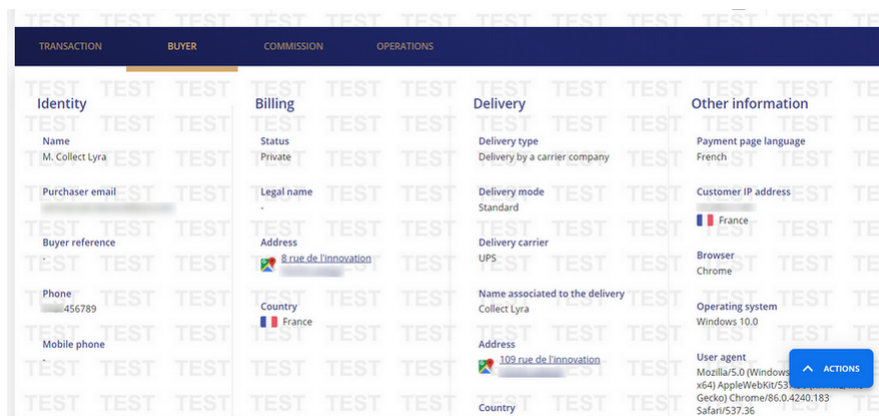 TRANSACTION BUYER COMMISSION OPERATIONS
Identity
Name
M. Collect Lyra
Purchaser email
Buyer reference
-
Phone
456789
Mobile phone
-
Billing
Status
Private
Legal name
-
Address
8 rue de l'innovation
Country
France
Delivery
Delivery type
Delivery by a carrier company
Delivery mode
Standard
Delivery carrier
UPS
Name associated to the delivery
Collect Lyra
Address
109 rue de l'innovation
Country
Other information
Payment page language
French
Customer IP address
France
Browser
Chrome
Operating system
Windows 10.0
User agent
Mozilla/5.0 (Windows
x64) AppleWebKit/537.36
Gecko) Chrome/86.0.4240.183
Safari/537.36
ACTIONS
TEST